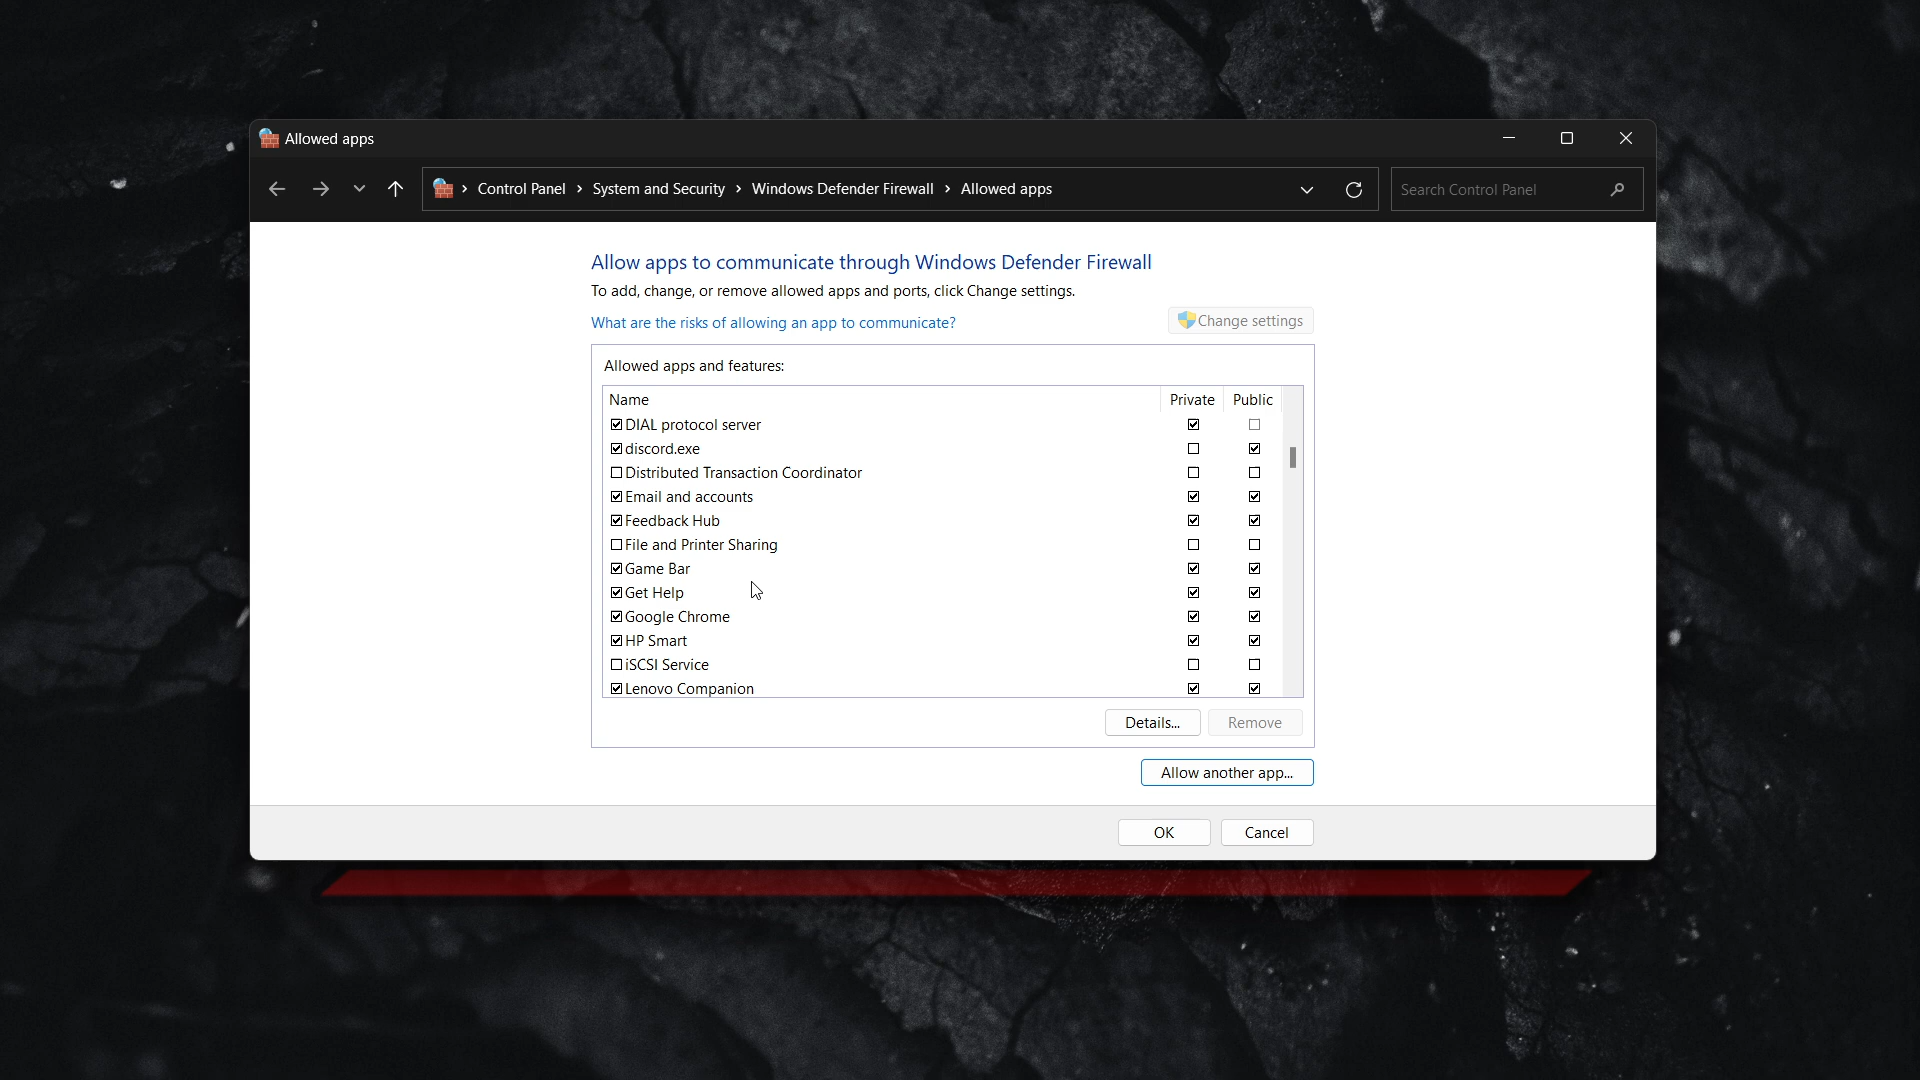 Allowed apps
Control Panel > System and Security > Windows Defender Firewall > Allowed apps
Search Control Panel
Allow apps to communicate through Windows Defender Firewall
To add, change, or remove allowed apps and ports, click Change settings.
What are the risks of allowing an app to communicate?
Change settings
Allowed apps and features:
Name Private Public
DIAL protocol server
discord.exe
Distributed Transaction Coordinator
Email and accounts
Feedback Hub
File and Printer Sharing
Game Bar
Get Help
Google Chrome
HP Smart
iSCSI Service
Lenovo Companion
Details... Remove
Allow another app...
OK Cancel